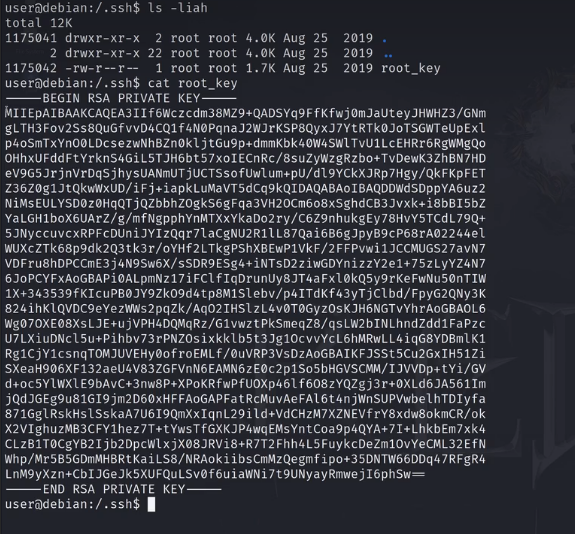 user@debian:/.ssh$ ls -liah
total 12K
1175041 drwxr-xr-x  2 root root 4.0K Aug 25  2019 .
      2 drwxr-xr-x 22 root root 4.0K Aug 25  2019 ..
1175042 -rw-r--r--  1 root root 1.7K Aug 25  2019 root_key
user@debian:/.ssh$ cat root_key
-----BEGIN RSA PRIVATE KEY-----
MIIEpAIBAAKCAQEA3IIf6Wczcdm38MZ9+QADSYq9FfKfwj0mJaUteyJHWHZ3/GNm
gLTH3Fov2Ss8QuGfvvD4CQ1f4N0PqnaJ2WJrKSP8QyxJ7YtRTk0JoTSGWTeUpExl
p4oSmTxYnO0LDcsezwNhBZn0kljtGu9p+dmmKbk40W4SWlTvU1LcEHRr6RgWMgQo
OHhxUFddFtYrknS4GiL5TJH6bt57xoIECnRc/8suZyWzgRzbo+TvDewK3ZhBN7HD
eV9G5JrjnVrDqSjhysUANmUTjUCTSsofUwlum+pU/dl9YCkXJRp7Hgy/QkFKpFET
Z36Z0g1JtQkwWxUD/iFj+iapkLuMaVT5dCq9kQIDAQABAoIBAQDDWdSDppYA6uz2
NiMsEULYSD0z0HqQTjQZbbhZOgkS6gFqa3VH2OCm6o8xSghdCB3Jvxk+i8bBI5bZ
YaLGH1boX6UArZ/g/mfNgpphYnMTXxYkaDo2ry/C6Z9nhukgEy78HvY5TCdL79Q+
5JNyccuvcxRPFcDUniJYIzQqr7laCgNU2R1lL87Qai6B6gJpyB9cP68rA02244el
WUXcZTk68p9dk2Q3tk3r/oYHf2LTkgPShXBEwP1VkF/2FFPvwi1JCCMUGS27avN7
VDFru8hDPCCmE3j4N9Sw6X/sSDR9ESg4+iNTsD2ziwGDYnizzY2e1+75zLyYZ4N7
6JoPCYFxAoGBAPi0ALpmNz17iFClfIqDrunUy8JT4aFxl0kQ5y9rKeFwNu50nTIW
1X+343539fKIcuPB0JY9ZkO9d4tp8M1Slebv/p4ITdKf43yTjClbd/FpyG2QNy3K
824ihKlQVDC9eYezWWs2pqZk/AqO2IHSlzL4v0T0GyzOsKJH6NGTvYhrAoGBAOL6
Wg07OXE08XsLJE+ujVPH4DQMqRz/G1vwztPkSmeqZ8/qsLW2bINLhndZdd1FaPzc
U7LXiuDNcl5u+Pihbv73rPNZOsixkklb5t3Jg1OcvvYcL6hMRwLL4iqG8YDBmlK1
Rg1CjY1csnqTOMJUVEHy0ofroEMLf/0uVRP3VsDzAoGBAIKFJSSt5Cu2GxIH51Zi
SXeaH906XF132aeU4V83ZGFVnN6EAMN6zE0c2p1So5bHGVSCMM/IJVVDp+tYi/GV
d+oc5YlWXlE9bAvC+3nw8P+XPoKRfwPfUOXp46lf6O8zYQZgj3r+0XLd6JA561Im
jQdJGEg9u81GI9jm2D60xHFFAoGAPFatRcMuvAeFAl6t4njWnSUPVwbelhTDIyfa
871GglRskHslSskaA7U6I9QmXxIqnL29ild+VdCHzM7XZNEVfrY8xdw8okmCR/ok
X2VIghuzMB3CFY1hez7T+tYwsTfGXKJP4wqEMsYntCoa9p4QYA+7I+LhkbEm7xk4
CLzB1T0CgYB2Ijb2DpcWlxjX08JRVi8+R7T2Fhh4L5FuykcDeZm1OvYeCML32EfN
Whp/Mr5B5GDmMHBRtKaiLS8/NRAokiibsCmMzQegmfipo+35DNTW66DDq47RFgR4
LnM9yXzn+CbIJGeJk5XUFQuLSv0f6uiaWNi7t9UNyayRmwejI6phSw==
-----END RSA PRIVATE KEY-----
user@debian:/.ssh$